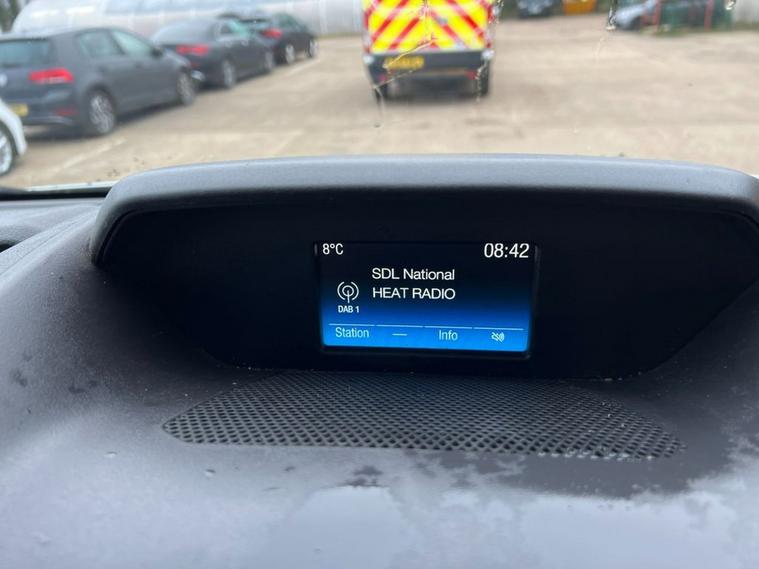 8°C 08:42
SDL National
HEAT RADIO
DAB 1
Station — Info